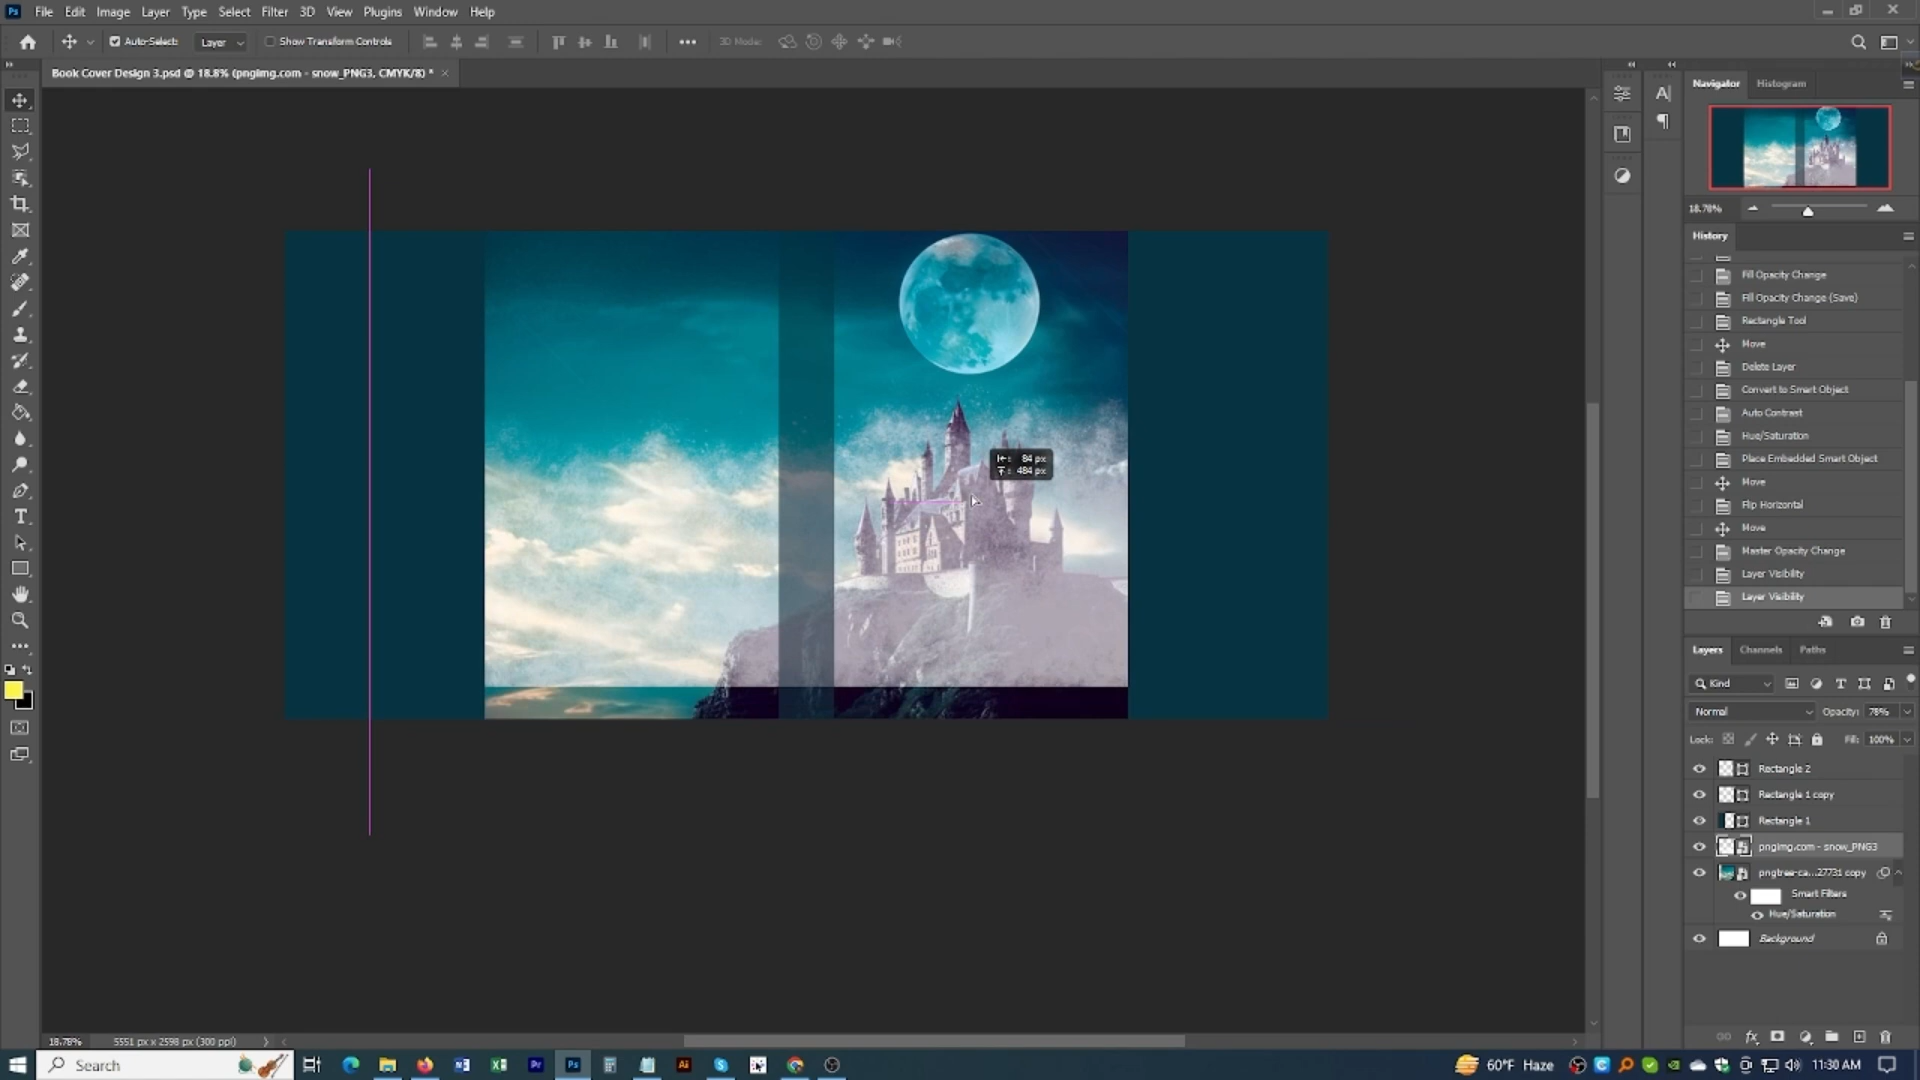 Ps File Edit Image Layer Type Select Filter 3D View Plugins Window Help
Auto-Select: Layer Show Transform Controls 3D Mode:
Book Cover Design 3.psd @ 18.8% (pngimg.com - snow_PNG3, CMYK/8) *
Navigator Histogram
18.78%
History
Fill Opacity Change
Fill Opacity Change (Save)
Rectangle Tool
Move
Delete Layer
Convert to Smart Object
Auto Contrast
Hue/Saturation
Place Embedded Smart Object
Move
Flip Horizontal
Move
Master Opacity Change
Layer Visibility
Layer Visibility
84 px
484 px
Layers Channels Paths
Kind
Normal Opacity: 78%
Lock: Fill: 100%
Rectangle 2
Rectangle 1 copy
Rectangle 1
pngimg.com - snow_PNG3
pngtree-ca...27731 copy
Smart Filters
Hue/Saturation
Background
fx
18.78% 5551 px x 2598 px (300 ppi)
Search Pr Ps Ai 60°F Haze 11:30 AM